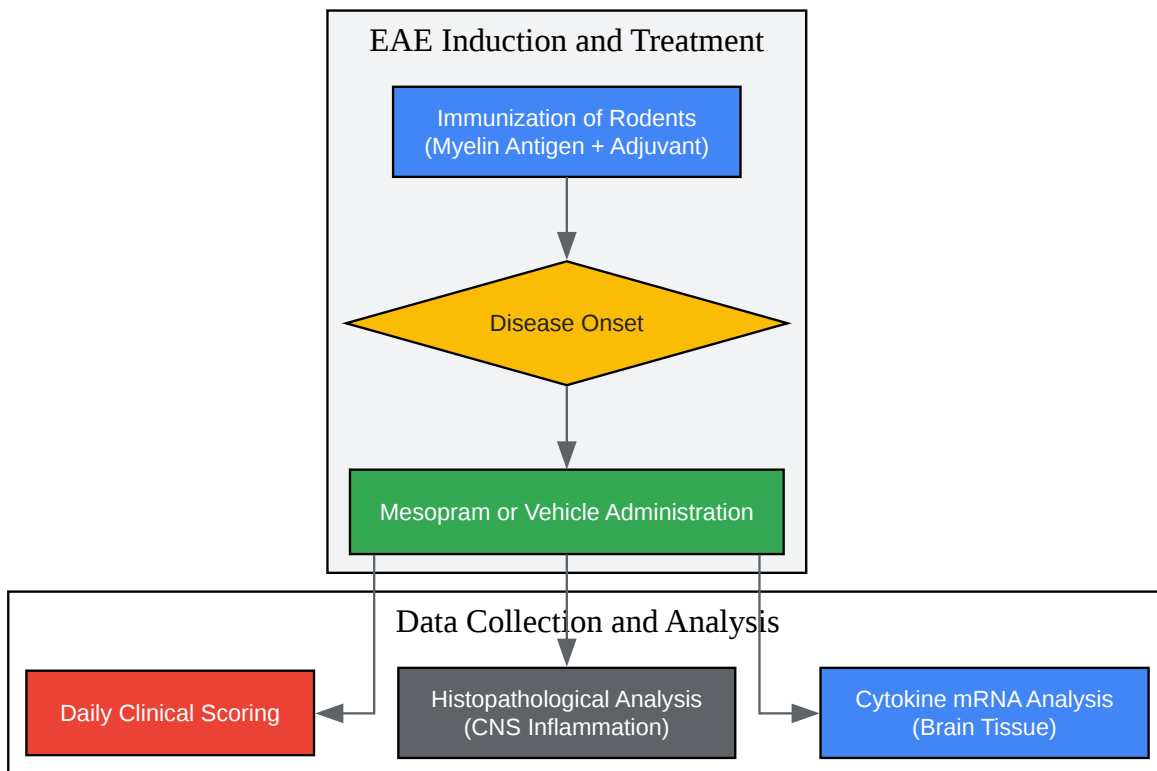 EAE Induction and Treatment
Immunization of Rodents
(Myelin Antigen + Adjuvant)
Disease Onset
Mesopram or Vehicle Administration
Data Collection and Analysis
Daily Clinical Scoring
Histopathological Analysis
(CNS Inflammation)
Cytokine mRNA Analysis
(Brain Tissue)